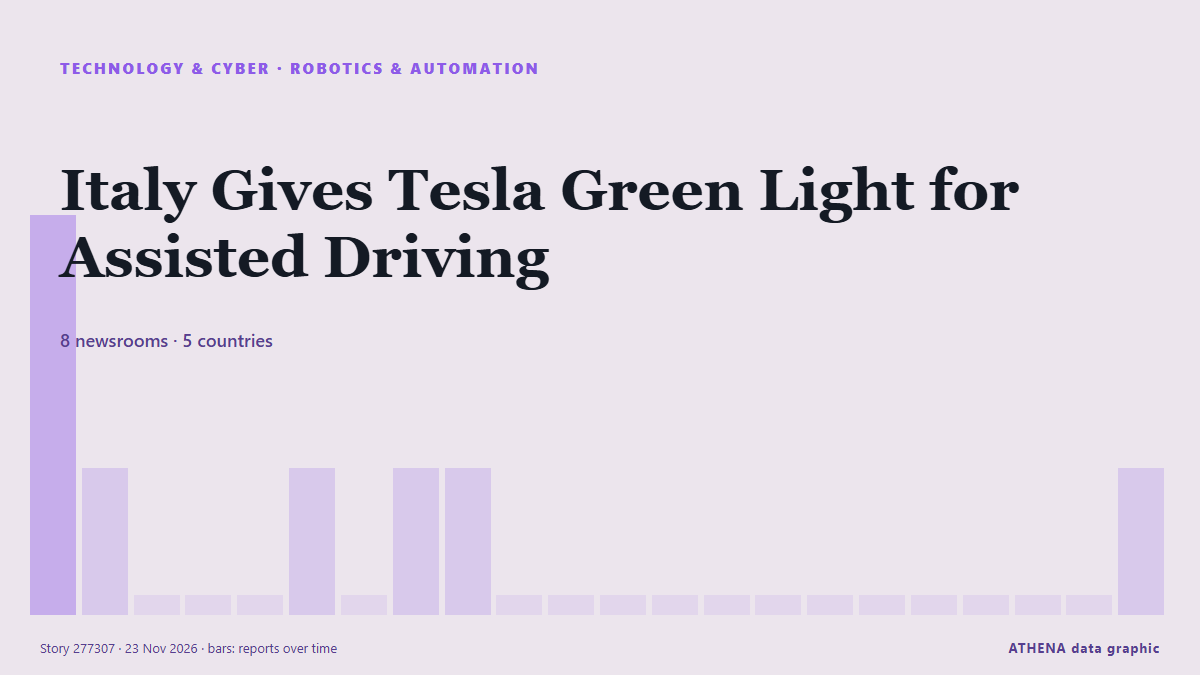 TECHNOLOGY & CYBER · ROBOTICS & AUTOMATION
Italy Gives Tesla Green Light for
Assisted Driving
8 newsrooms · 5 countries
Story 277307 · 23 Nov 2026 · bars: reports over time
ATHENA data graphic